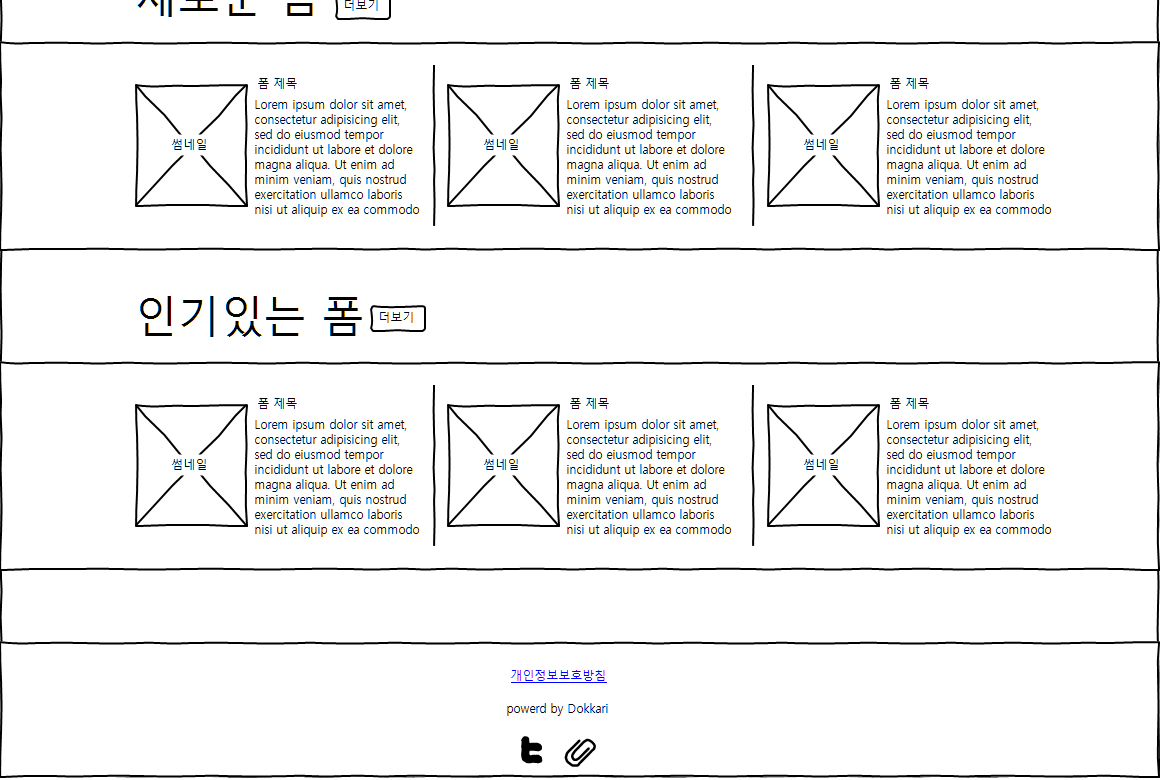 새로운 폼 더보기
폼 제목
Lorem ipsum dolor sit amet,
consectetur adipisicing elit,
sed do eiusmod tempor
incididunt ut labore et dolore
magna aliqua. Ut enim ad
minim veniam, quis nostrud
exercitation ullamco laboris
nisi ut aliquip ex ea commodo
썸네일
폼 제목
Lorem ipsum dolor sit amet,
consectetur adipisicing elit,
sed do eiusmod tempor
incididunt ut labore et dolore
magna aliqua. Ut enim ad
minim veniam, quis nostrud
exercitation ullamco laboris
nisi ut aliquip ex ea commodo
썸네일
폼 제목
Lorem ipsum dolor sit amet,
consectetur adipisicing elit,
sed do eiusmod tempor
incididunt ut labore et dolore
magna aliqua. Ut enim ad
minim veniam, quis nostrud
exercitation ullamco laboris
nisi ut aliquip ex ea commodo
썸네일
인기있는 폼 더보기
폼 제목
Lorem ipsum dolor sit amet,
consectetur adipisicing elit,
sed do eiusmod tempor
incididunt ut labore et dolore
magna aliqua. Ut enim ad
minim veniam, quis nostrud
exercitation ullamco laboris
nisi ut aliquip ex ea commodo
썸네일
폼 제목
Lorem ipsum dolor sit amet,
consectetur adipisicing elit,
sed do eiusmod tempor
incididunt ut labore et dolore
magna aliqua. Ut enim ad
minim veniam, quis nostrud
exercitation ullamco laboris
nisi ut aliquip ex ea commodo
썸네일
폼 제목
Lorem ipsum dolor sit amet,
consectetur adipisicing elit,
sed do eiusmod tempor
incididunt ut labore et dolore
magna aliqua. Ut enim ad
minim veniam, quis nostrud
exercitation ullamco laboris
nisi ut aliquip ex ea commodo
썸네일
개인정보보호방침
powerd by Dokkari